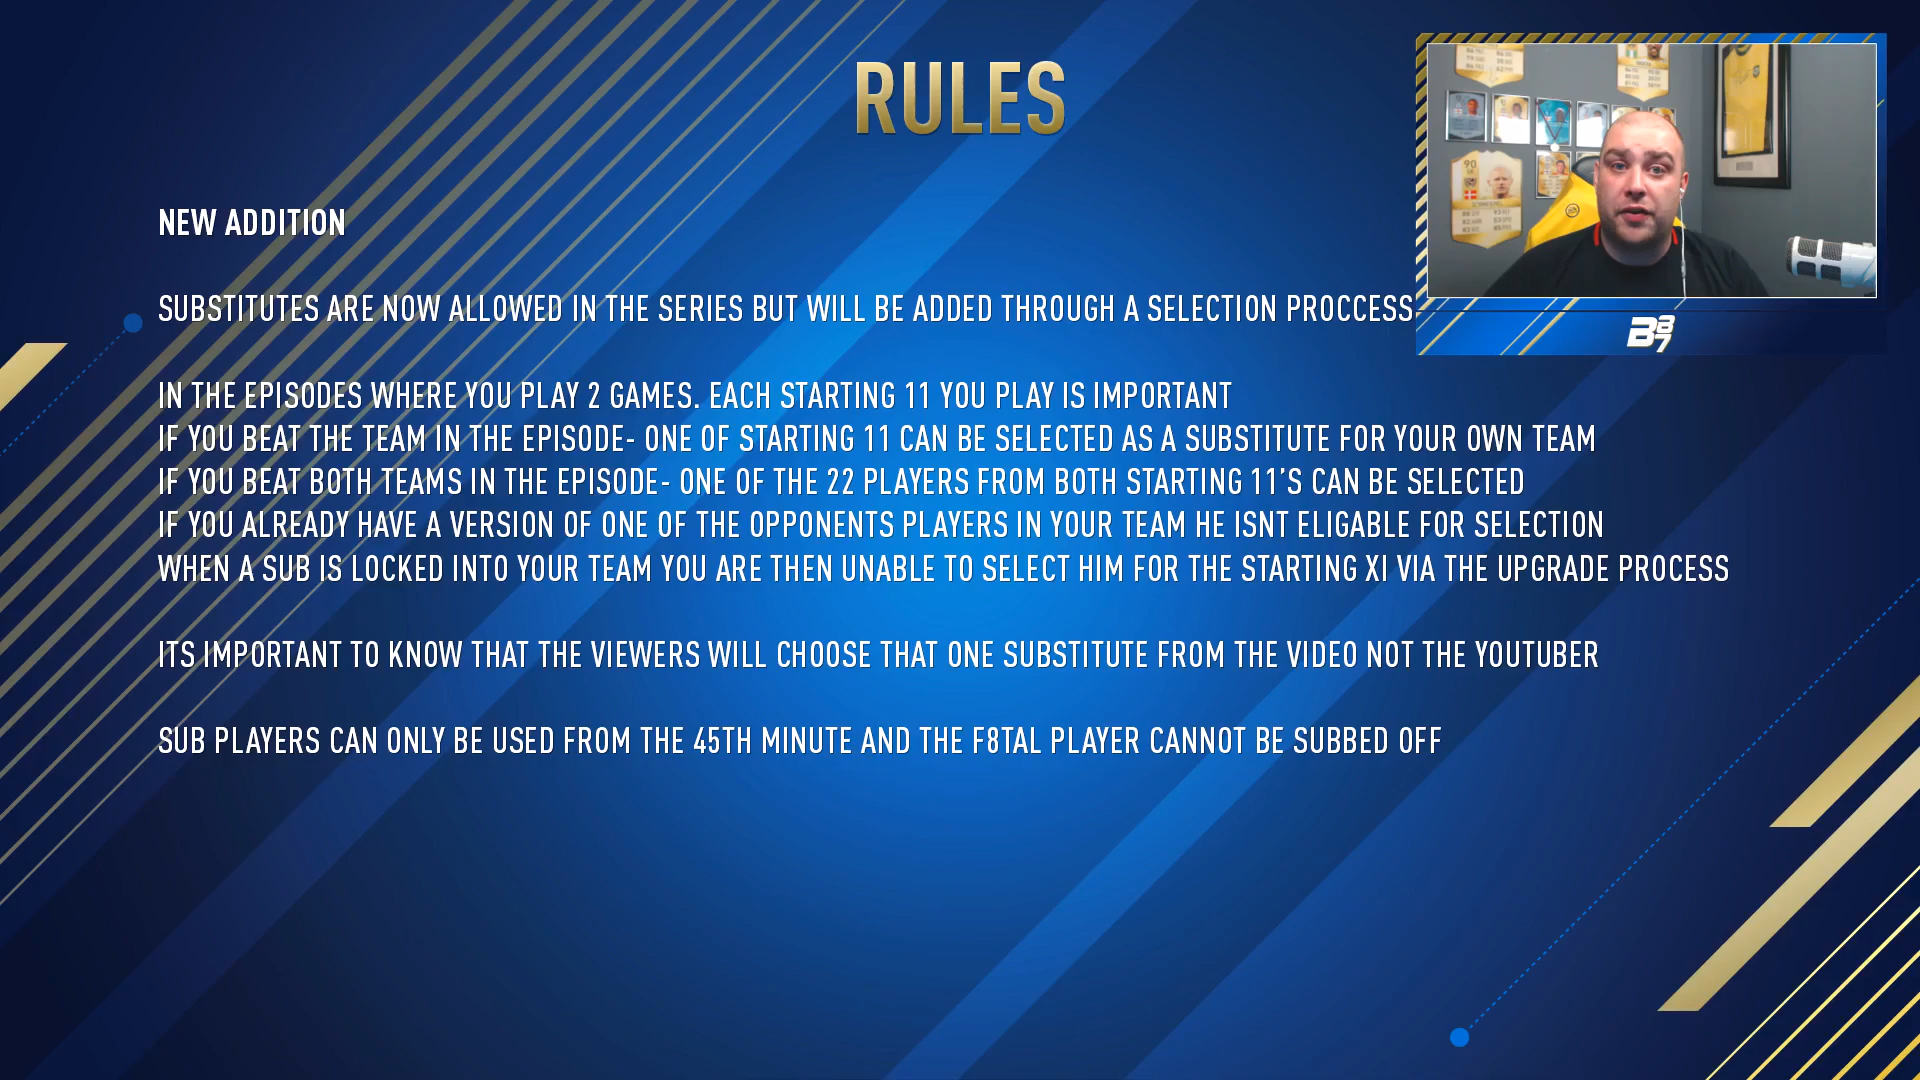 RULES
NEW ADDITION
SUBSTITUTES ARE NOW ALLOWED IN THE SERIES BUT WILL BE ADDED THROUGH A SELECTION PROCCESS
IN THE EPISODES WHERE YOU PLAY 2 GAMES. EACH STARTING 11 YOU PLAY IS IMPORTANT
IF YOU BEAT THE TEAM IN THE EPISODE- ONE OF STARTING 11 CAN BE SELECTED AS A SUBSTITUTE FOR YOUR OWN TEAM
IF YOU BEAT BOTH TEAMS IN THE EPISODE- ONE OF THE 22 PLAYERS FROM BOTH STARTING 11'S CAN BE SELECTED
IF YOU ALREADY HAVE A VERSION OF ONE OF THE OPPONENTS PLAYERS IN YOUR TEAM HE ISNT ELIGABLE FOR SELECTION
WHEN A SUB IS LOCKED INTO YOUR TEAM YOU ARE THEN UNABLE TO SELECT HIM FOR THE STARTING XI VIA THE UPGRADE PROCESS
ITS IMPORTANT TO KNOW THAT THE VIEWERS WILL CHOOSE THAT ONE SUBSTITUTE FROM THE VIDEO NOT THE YOUTUBER
SUB PLAYERS CAN ONLY BE USED FROM THE 45TH MINUTE AND THE F8TAL PLAYER CANNOT BE SUBBED OFF
90
B87